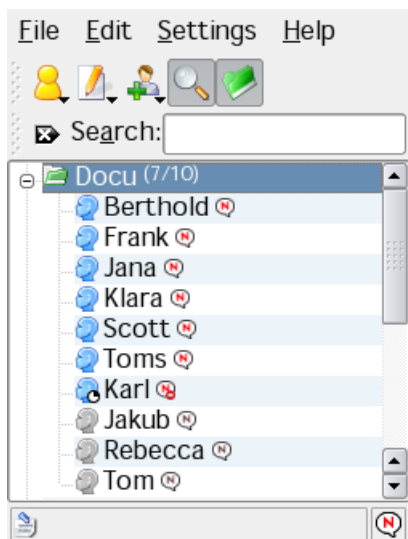 File Edit Settings Help
Search:
Docu (7/10)
Berthold N
Frank N
Jana N
Klara N
Scott N
Toms N
Karl N
Jakub N
Rebecca N
Tom N
N